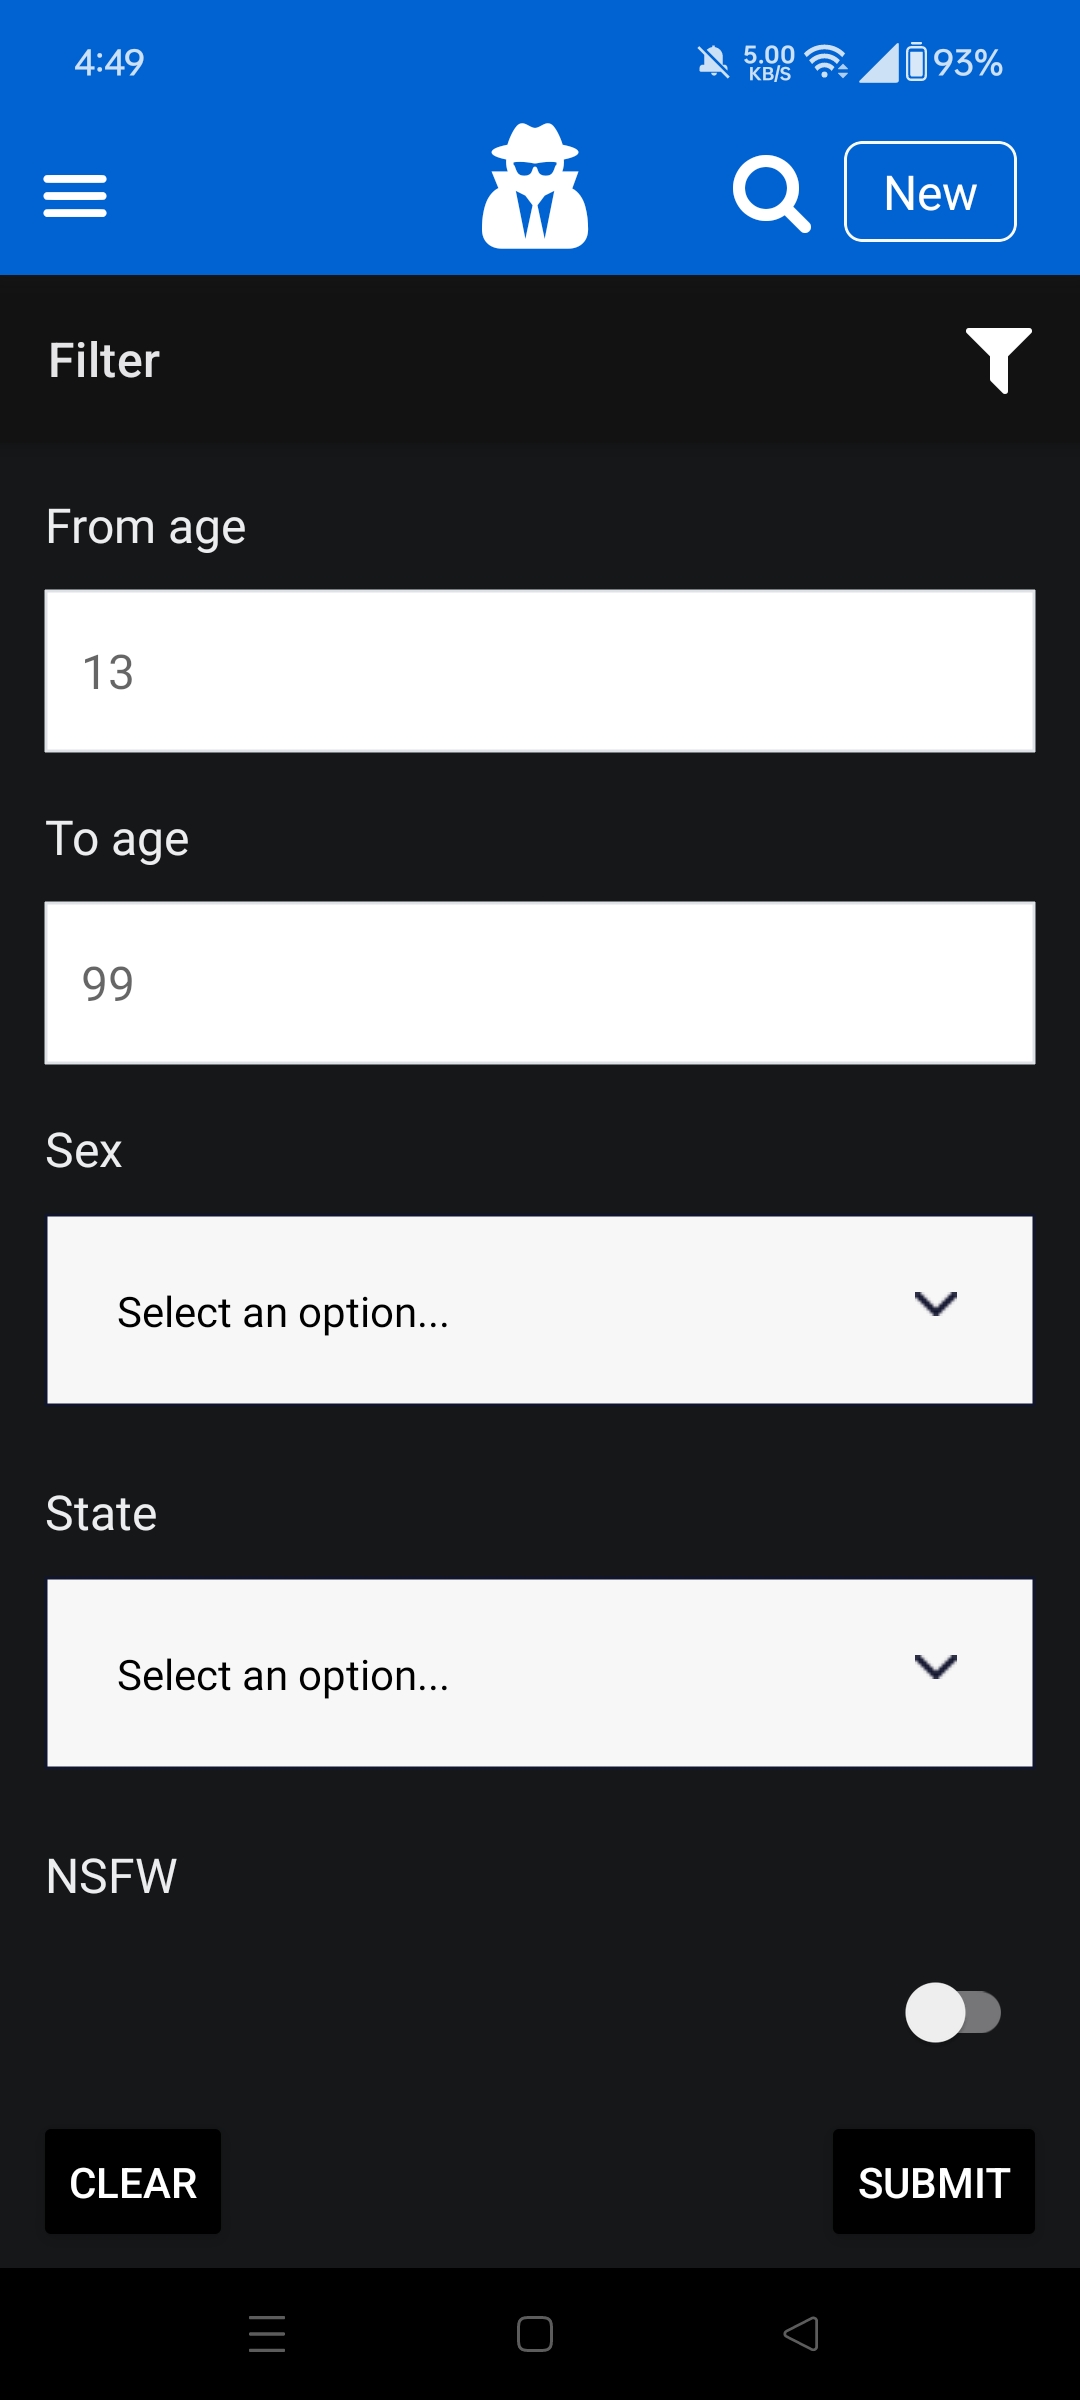 4:49 5.00 KB/S 93%
New
Filter
From age
13
To age
99
Sex
Select an option...
State
Select an option...
NSFW
CLEAR SUBMIT